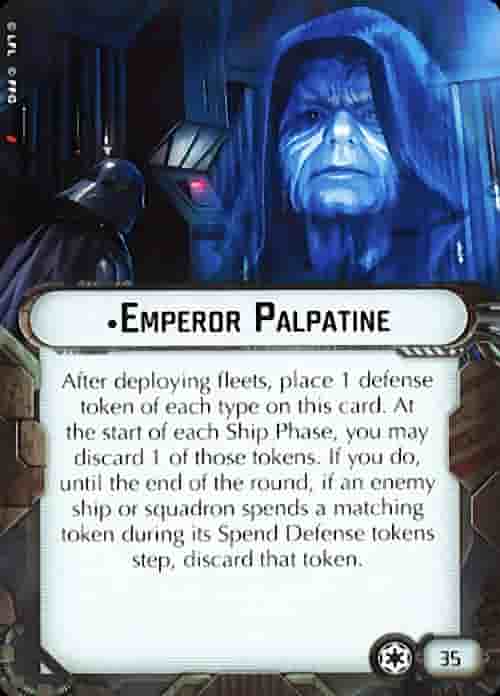 © LFL © FFG
•Emperor Palpatine
After deploying fleets, place 1 defense
token of each type on this card. At
the start of each Ship Phase, you may
discard 1 of those tokens. If you do,
until the end of the round, if an enemy
ship or squadron spends a matching
token during its Spend Defense tokens
step, discard that token.
35